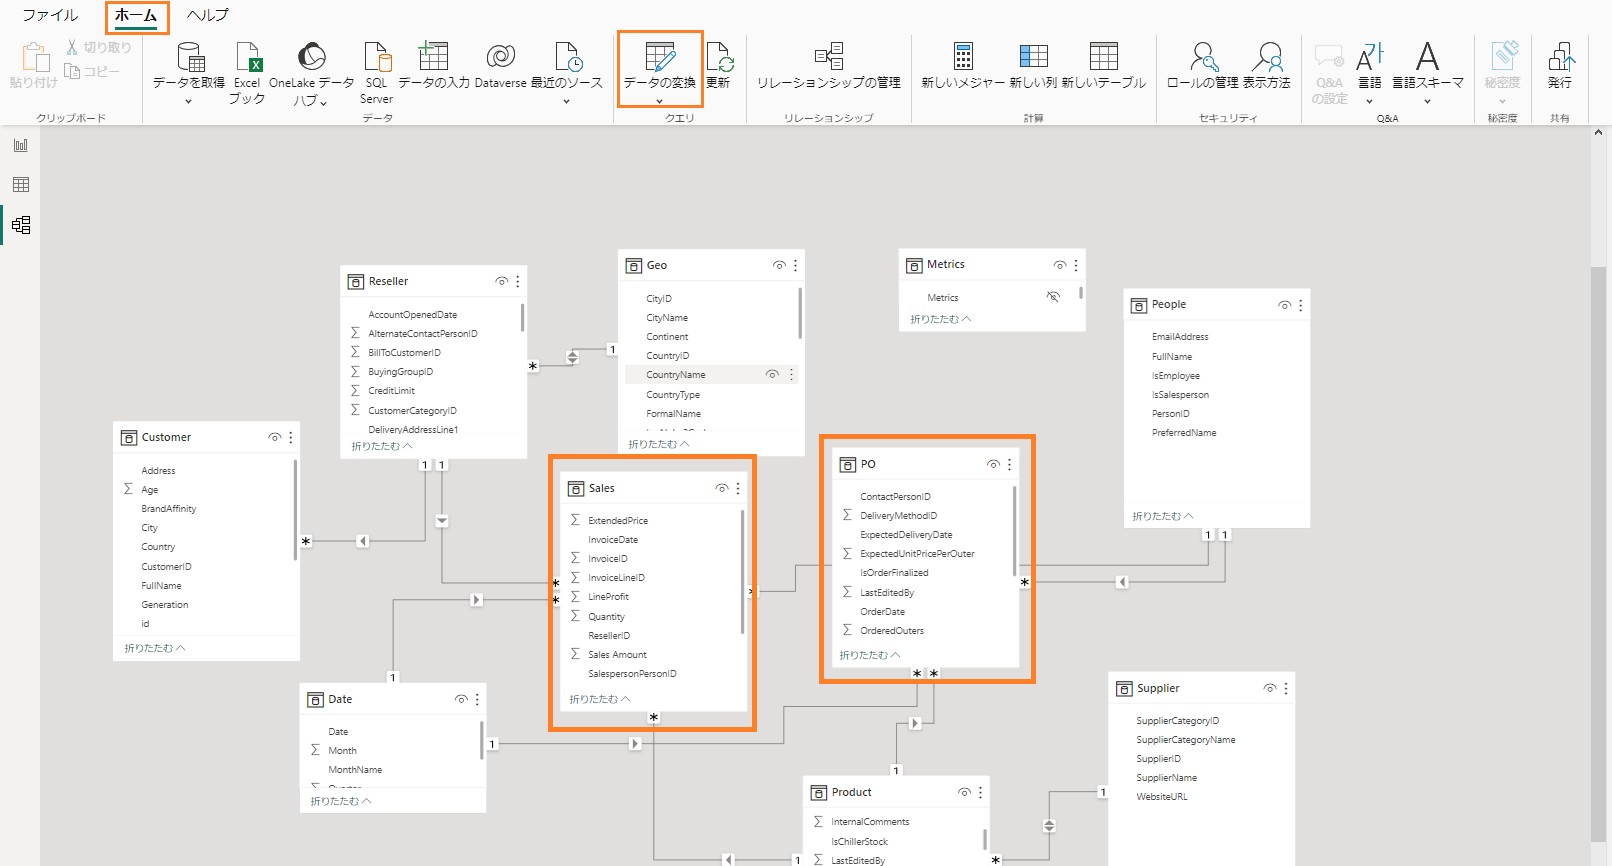 ファイル ホーム ヘルプ
貼り付け 切り取り
コピー
データを取得 Excel ブック OneLake データ ハブ SQL Server データの入力 Dataverse 最近のソース データの変換 更新 リレーションシップの管理 新しいメジャー 新しい列 新しいテーブル ロールの管理 表示方法 Q&A の設定 言語 言語スキーマ 秘密度 発行
クリップボード データ クエリ リレーションシップ 計算 セキュリティ Q&A 秘密度 共有
Reseller
AccountOpenedDate
AlternateContactPersonID
BillToCustomerID
BuyingGroupID
CreditLimit
CustomerCategoryID
DeliveryAddressLine1
折りたたむ
Geo
CityID
CityName
Continent
CountryID
CountryName
CountryType
FormalName
折りたたむ
Metrics
Metrics
折りたたむ
People
EmailAddress
FullName
IsEmployee
IsSalesperson
PersonID
PreferredName
折りたたむ
Customer
Address
Age
BrandAffinity
City
Country
CustomerID
FullName
Generation
id
折りたたむ
Sales
ExtendedPrice
InvoiceDate
InvoiceID
InvoiceLineID
LineProfit
Quantity
ResellerID
Sales Amount
SalespersonPersonID
折りたたむ
PO
ContactPersonID
DeliveryMethodID
ExpectedDeliveryDate
ExpectedUnitPricePerOuter
IsOrderFinalized
LastEditedBy
OrderDate
OrderedOuters
折りたたむ
Date
Date
Month
MonthName
Quarter
折りたたむ
Product
InternalComments
IsChillerStock
LastEditedBy
Supplier
SupplierCategoryID
SupplierCategoryName
SupplierID
SupplierName
WebsiteURL
1
1 1
1 1
1
1
1
1
1